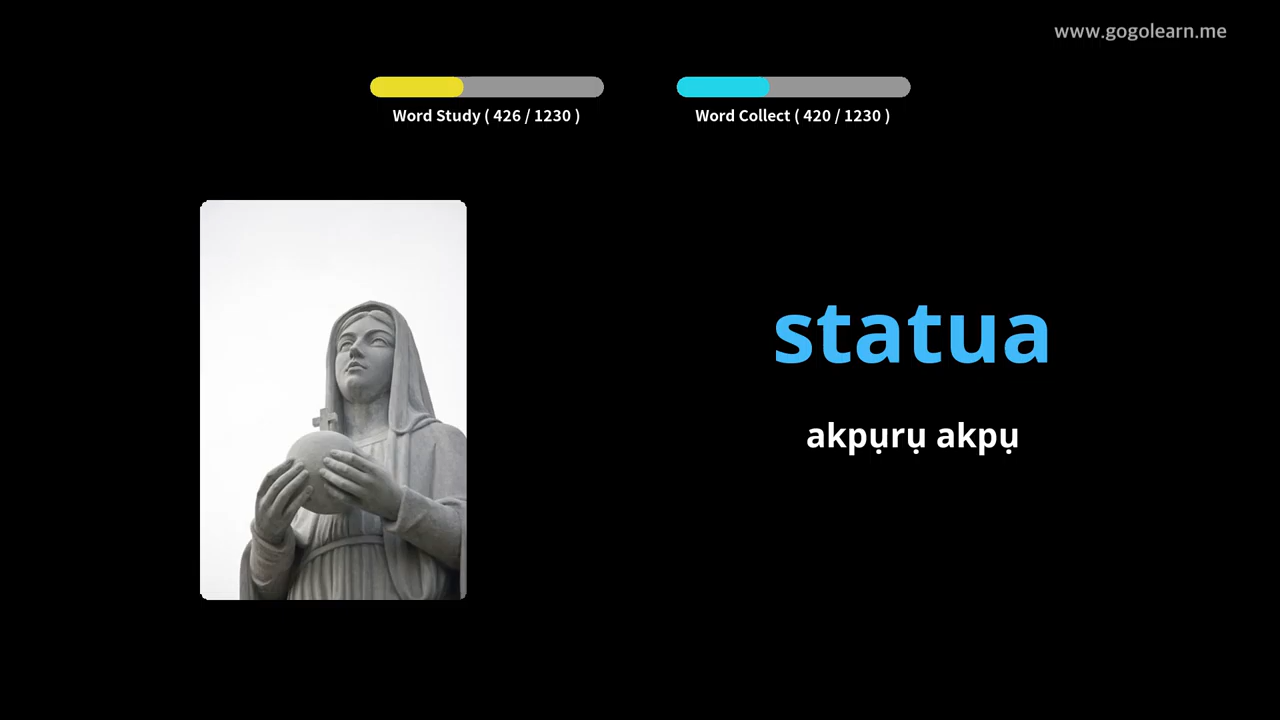 www.gogolearn.me
Word Study ( 426 / 1230 )
Word Collect ( 420 / 1230 )
statua
akpụrụ akpụ